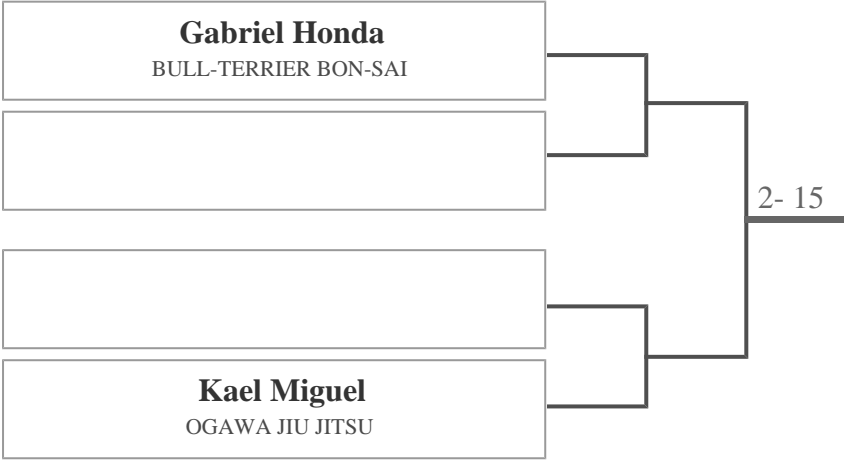 Gabriel Honda
BULL-TERRIER BON-SAI
2- 15
Kael Miguel
OGAWA JIU JITSU